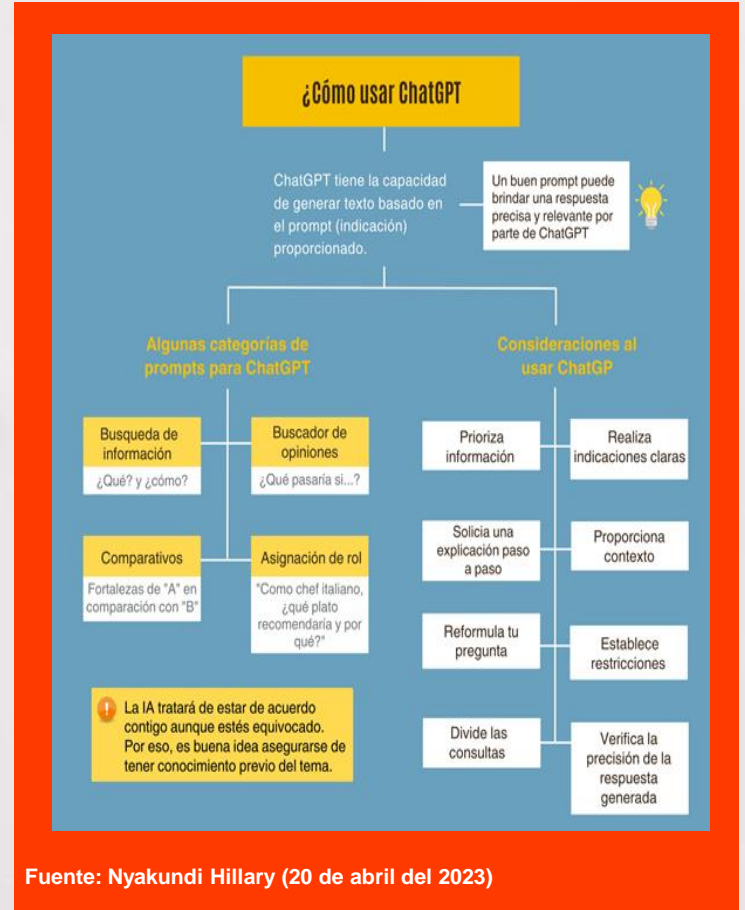 ¿Cómo usar ChatGPT
ChatGPT tiene la capacidad
de generar texto basado en
el prompt (indicación)
proporcionado.
Un buen prompt puede
brindar una respuesta
precisa y relevante por
parte de ChatGPT
Algunas categorías de
prompts para ChatGPT
Busqueda de
información
¿Qué? y ¿cómo?
Buscador de
opiniones
¿Qué pasaría si...?
Comparativos
Fortalezas de "A" en
comparación con "B"
Asignación de rol
"Como chef italiano,
¿qué plato
recomendaría y por
qué?"
La IA tratará de estar de acuerdo
contigo aunque estés equivocado.
Por eso, es buena idea asegurarse de
tener conocimiento previo del tema.
Consideraciones al
usar ChatGP
Prioriza
información
Realiza
indicaciones claras
Solicia una
explicación paso
a paso
Proporciona
contexto
Reformula tu
pregunta
Establece
restricciones
Divide las
consultas
Verifica la
precisión de la
respuesta
generada
Fuente: Nyakundi Hillary (20 de abril del 2023)